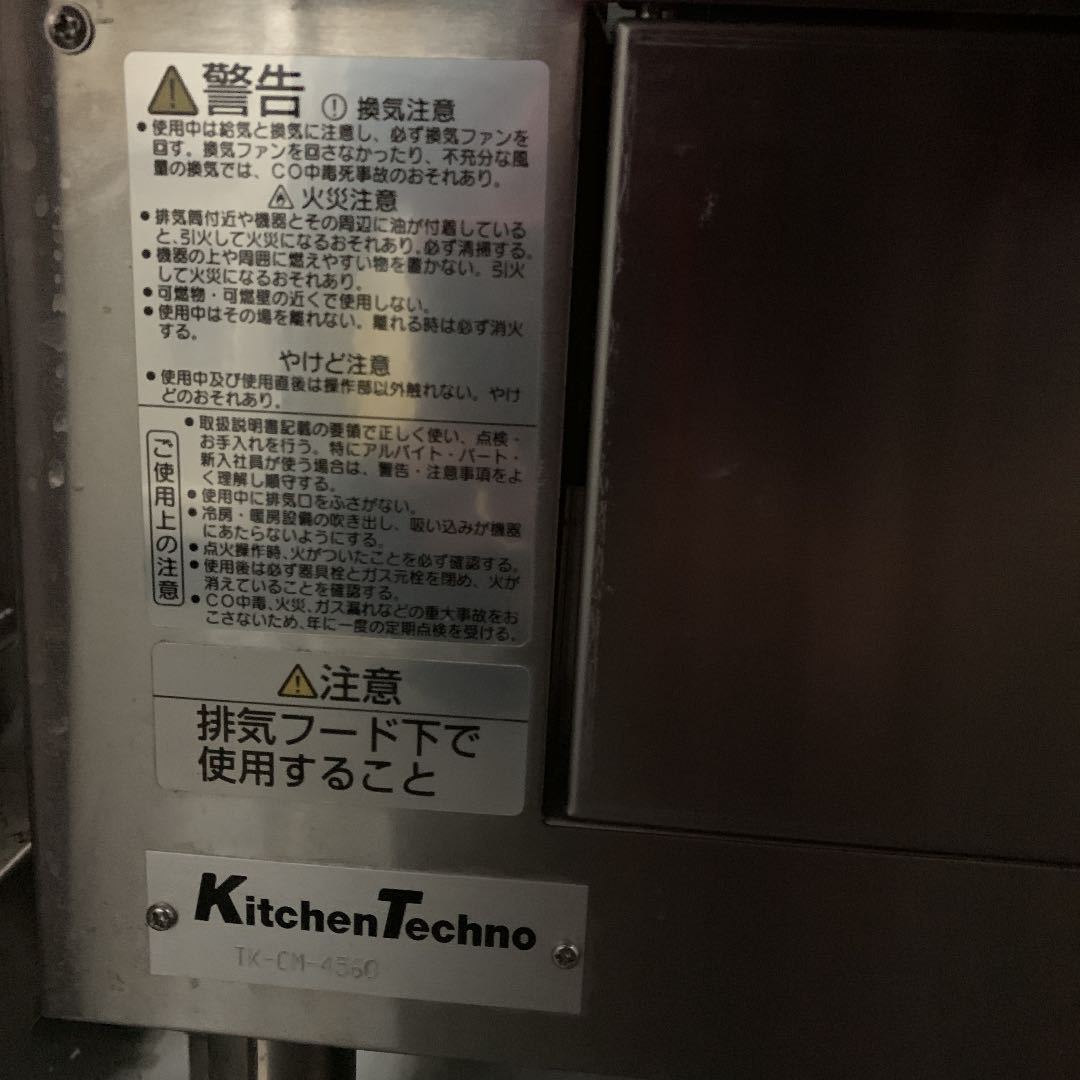 警告 換気注意
●使用中は給気と換気に注意し、必ず換気ファンを
回す。換気ファンを回さなかったり、不充分な風
量の換気では、CO中毒死事故のおそれあり。
火災注意
●排気筒付近や機器とその周辺に油が付着している
と、引火して火災になるおそれあり。必ず清掃する。
●機器の上や周囲に燃えやすい物を置かない。引火
して火災になるおそれあり。
●可燃物・可燃壁の近くで使用しない。
●使用中はその場を離れない。離れる時は必ず消火
する。
やけど注意
●使用中及び使用直後は操作部以外触れない。やけ
どのおそれあり。
ご使用上の注意
●取扱説明書記載の要領で正しく使い、点検・
お手入れを行う。特にアルバイト・パート・
新入社員が使う場合は、警告・注意事項をよ
く理解し順守する。
●使用中に排気口をふさがない。
●冷房・暖房設備の吹き出し、吸い込みが機器
にあたらないようにする。
●点火操作時、火がついたことを必ず確認する。
●使用後は必ず器具栓とガス元栓を閉め、火が
消えていることを確認する。
●CO中毒、火災、ガス漏れなどの重大事故をお
こさないため、年に一度の定期点検を受ける。
注意
排気フード下で
使用すること
KitchenTechno
TK-CM-4560